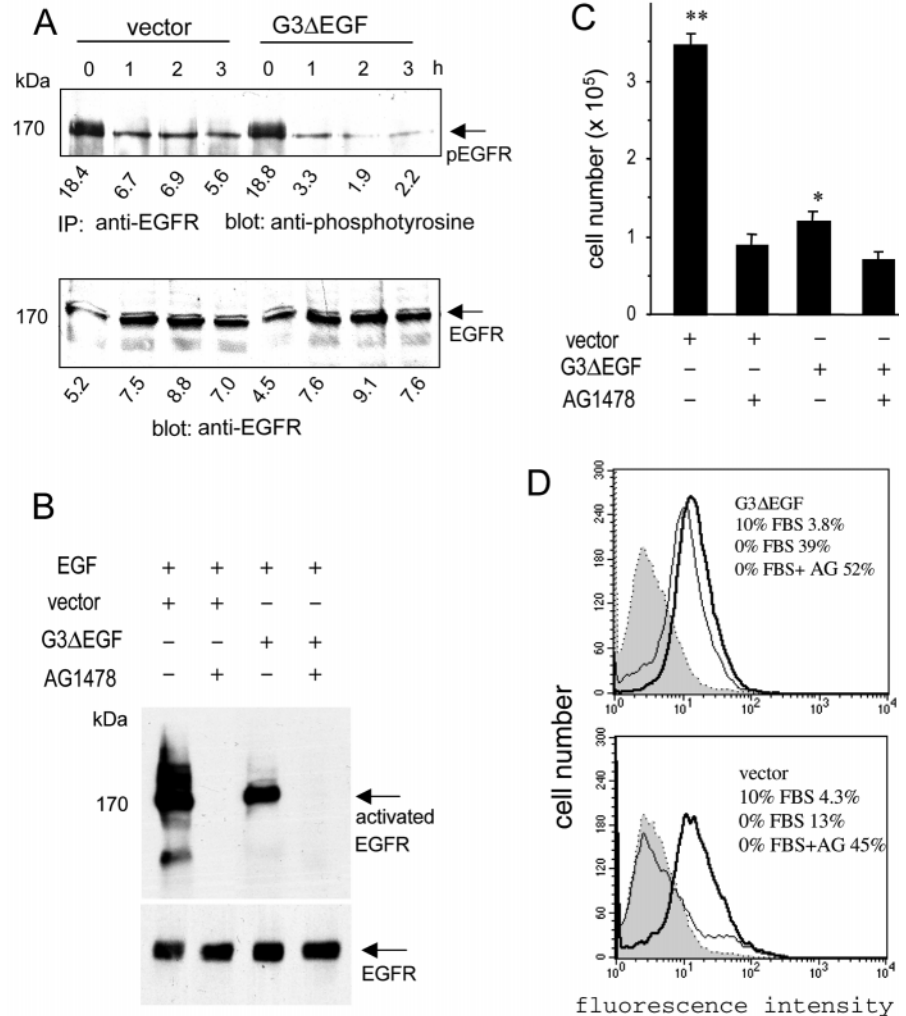 A
vector G3ΔEGF
0 1 2 3 0 1 2 3 h
kDa
170
pEGFR
18.4 6.7 6.9 5.6 18.8 3.3 1.9 2.2
IP: anti-EGFR blot: anti-phosphotyrosine
170
EGFR
5.2 7.5 8.8 7.0 4.5 7.6 9.1 7.6
blot: anti-EGFR
B
EGF + + + +
vector + + – –
G3ΔEGF – – + +
AG1478 – + – +
kDa
170
activated
EGFR
EGFR
C
cell number (x 10⁵)
3
2
1
0
** *
vector + + – –
G3ΔEGF – – + +
AG1478 – + – +
D
cell number
300
240
180
120
60
0
G3ΔEGF
10% FBS 3.8%
0% FBS 39%
0% FBS+ AG 52%
10⁰ 10¹ 10² 10³ 10⁴
300
240
180
120
60
0
vector
10% FBS 4.3%
0% FBS 13%
0% FBS+AG 45%
10⁰ 10¹ 10² 10³ 10⁴
fluorescence intensity